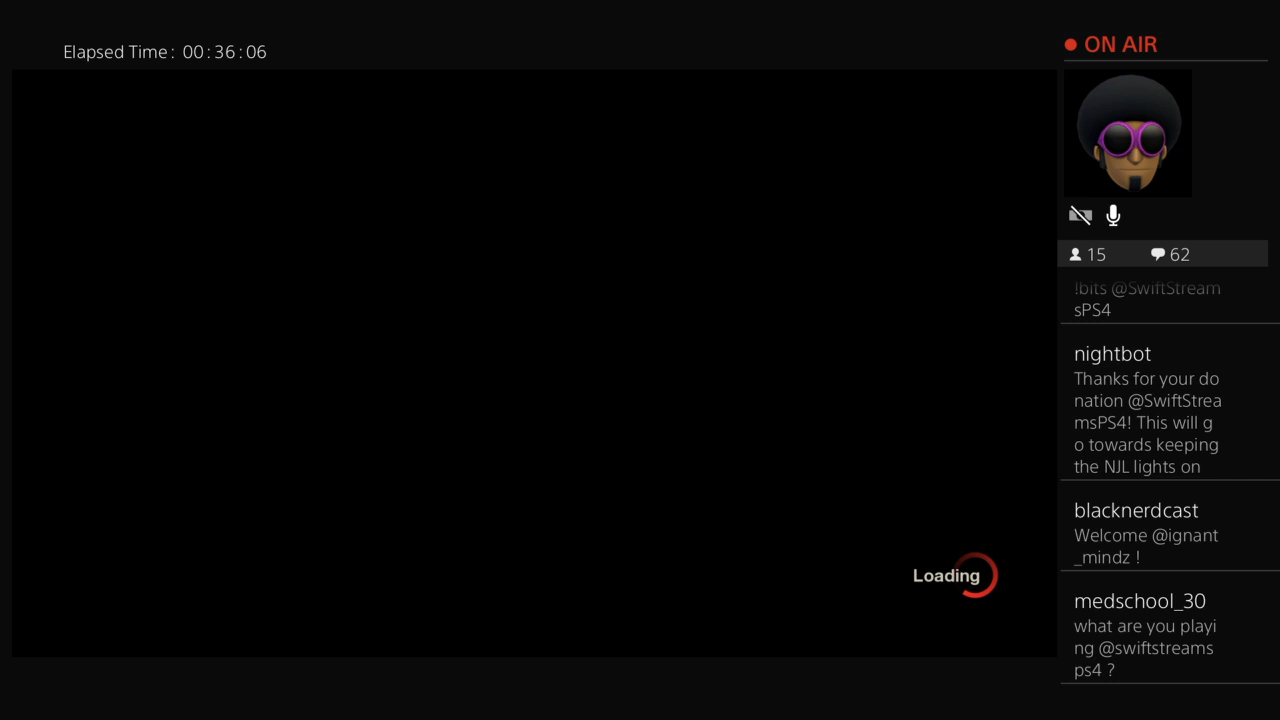 Elapsed Time: 00:36:06
ON AIR
15 62
!bits @SwiftStream
sPS4
nightbot
Thanks for your do
nation @SwiftStrea
msPS4! This will g
o towards keeping
the NJL lights on
blacknerdcast
Welcome @ignant
_mindz !
medschool_30
what are you playi
ng @swiftstreams
ps4 ?
Loading